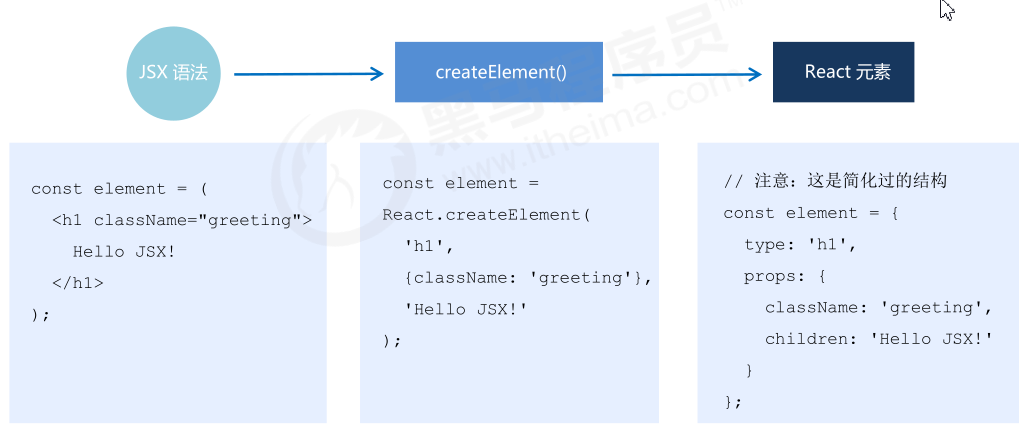 JSX 语法
createElement()
React 元素
黑马程序员™
www.itheima.com
const element = (
<h1 className="greeting">
Hello JSX!
</h1>
);
const element =
React.createElement(
'h1',
{className: 'greeting'},
'Hello JSX!'
);
// 注意：这是简化过的结构
const element = {
type: 'h1',
props: {
className: 'greeting',
children: 'Hello JSX!'
}
};